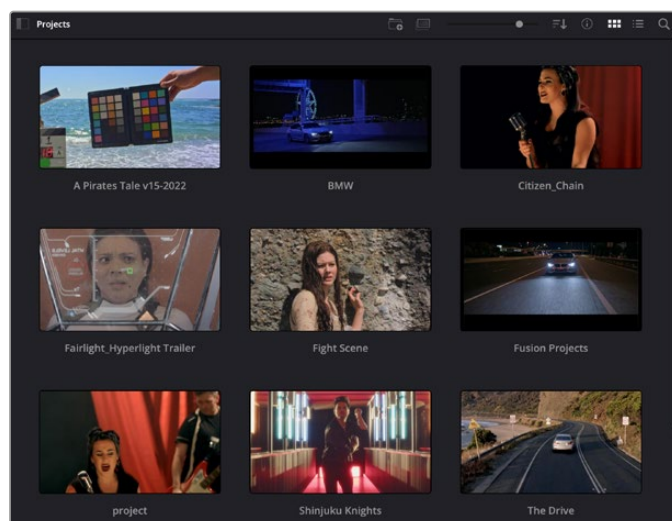 Projects
A Pirates Tale v15-2022
BMW
Citizen_Chain
Fairlight_Hyperlight Trailer
Fight Scene
Fusion Projects
project
Shinjuku Knights
The Drive